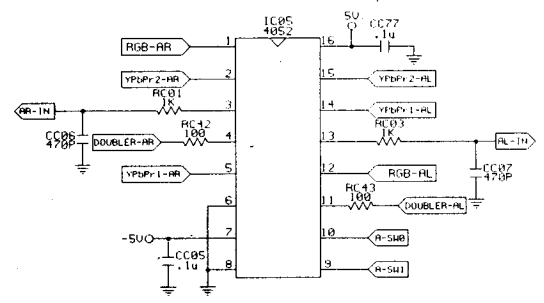 IC05
4052
5V
CC77
.1u
RGB-AR
1
16
YPbPr2-AR
2
15
YPbPr2-AL
RC01
1K
AR-IN
3
14
YPbPr1-AL
CC06
470P
RC42
100
RC03
1K
DOUBLER-AR
4
13
AL-IN
YPbPr1-AR
5
12
RGB-AL
CC07
470P
RC43
100
6
11
DOUBLER-AL
-5V
7
10
A-SW0
CC05
.1u
8
9
A-SW1